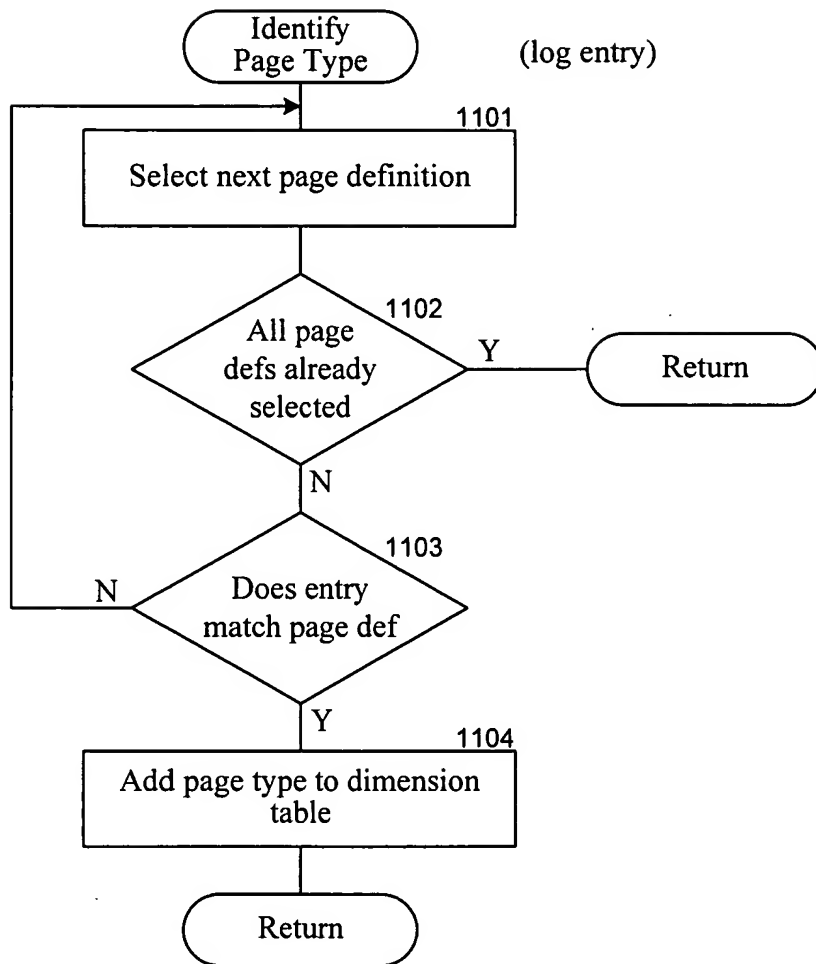 Identify
Page Type
(log entry)
1101
Select next page definition
1102
All page
defs already
selected
Y
Return
N
1103
N
Does entry
match page def
Y
1104
Add page type to dimension
table
Return